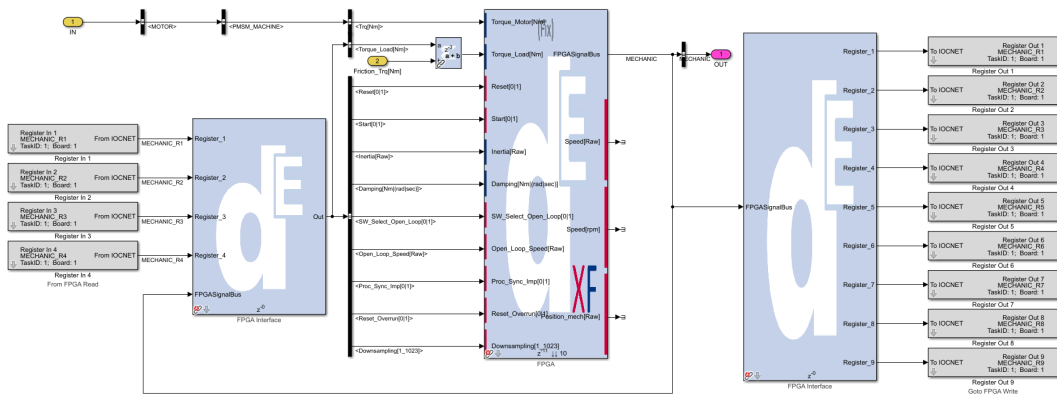 1
IN
<MOTOR>
<PMSM_MACHINE>
<Trq[Nm]>
<Torque_Load[Nm]>
2
Friction_Trq[Nm]
a
b
a + b
<Reset[0|1]>
<Start[0|1]>
<Inertia[Raw]>
<Damping[Nm(rad|sec)]>
<SW_Select_Open_Loop[0|1]>
<Open_Loop_Speed[Raw]>
<Proc_Sync_Imp[0|1]>
<Reset_Overrun[0|1]>
<Downsampling[1_1023]>
Register In 1
MECHANIC_R1
TaskID: 1; Board: 1
From IOCNET
Register In 1
MECHANIC_R1
Register In 2
MECHANIC_R2
TaskID: 1; Board: 1
From IOCNET
Register In 2
MECHANIC_R2
Register In 3
MECHANIC_R3
TaskID: 1; Board: 1
From IOCNET
Register In 3
MECHANIC_R3
Register In 4
MECHANIC_R4
TaskID: 1; Board: 1
From IOCNET
Register In 4
MECHANIC_R4
From FPGA Read
Register_1
Register_2
Register_3
Register_4
FPGASignalBus
Out
dE
z-0
FPGA Interface
Torque_Motor[Nm]
(Fix)
Torque_Load[Nm]
Reset[0|1]
Start[0|1]
Inertia[Raw]
Damping[Nm(rad|sec)]
SW_Select_Open_Loop[0|1]
Open_Loop_Speed[Raw]
Proc_Sync_Imp[0|1]
Reset_Overrun[0|1]
Downsampling[1_1023]
FPGASignalBus
Speed[Raw]
Speed[rpm]
Position_mech[Raw]
dE
XF
z-11 ↓↓ 10
FPGA
MECHANIC
MECHANIC
1
OUT
FPGASignalBus
Register_1
Register_2
Register_3
Register_4
Register_5
Register_6
Register_7
Register_8
Register_9
dE
z-0
FPGA Interface
To IOCNET
Register Out 1
MECHANIC_R1
TaskID: 1; Board: 1
Register Out 1
To IOCNET
Register Out 2
MECHANIC_R2
TaskID: 1; Board: 1
Register Out 2
To IOCNET
Register Out 3
MECHANIC_R3
TaskID: 1; Board: 1
Register Out 3
To IOCNET
Register Out 4
MECHANIC_R4
TaskID: 1; Board: 1
Register Out 4
To IOCNET
Register Out 5
MECHANIC_R5
TaskID: 1; Board: 1
Register Out 5
To IOCNET
Register Out 6
MECHANIC_R6
TaskID: 1; Board: 1
Register Out 6
To IOCNET
Register Out 7
MECHANIC_R7
TaskID: 1; Board: 1
Register Out 7
To IOCNET
Register Out 8
MECHANIC_R8
TaskID: 1; Board: 1
Register Out 8
To IOCNET
Register Out 9
MECHANIC_R9
TaskID: 1; Board: 1
Register Out 9
Goto FPGA Write